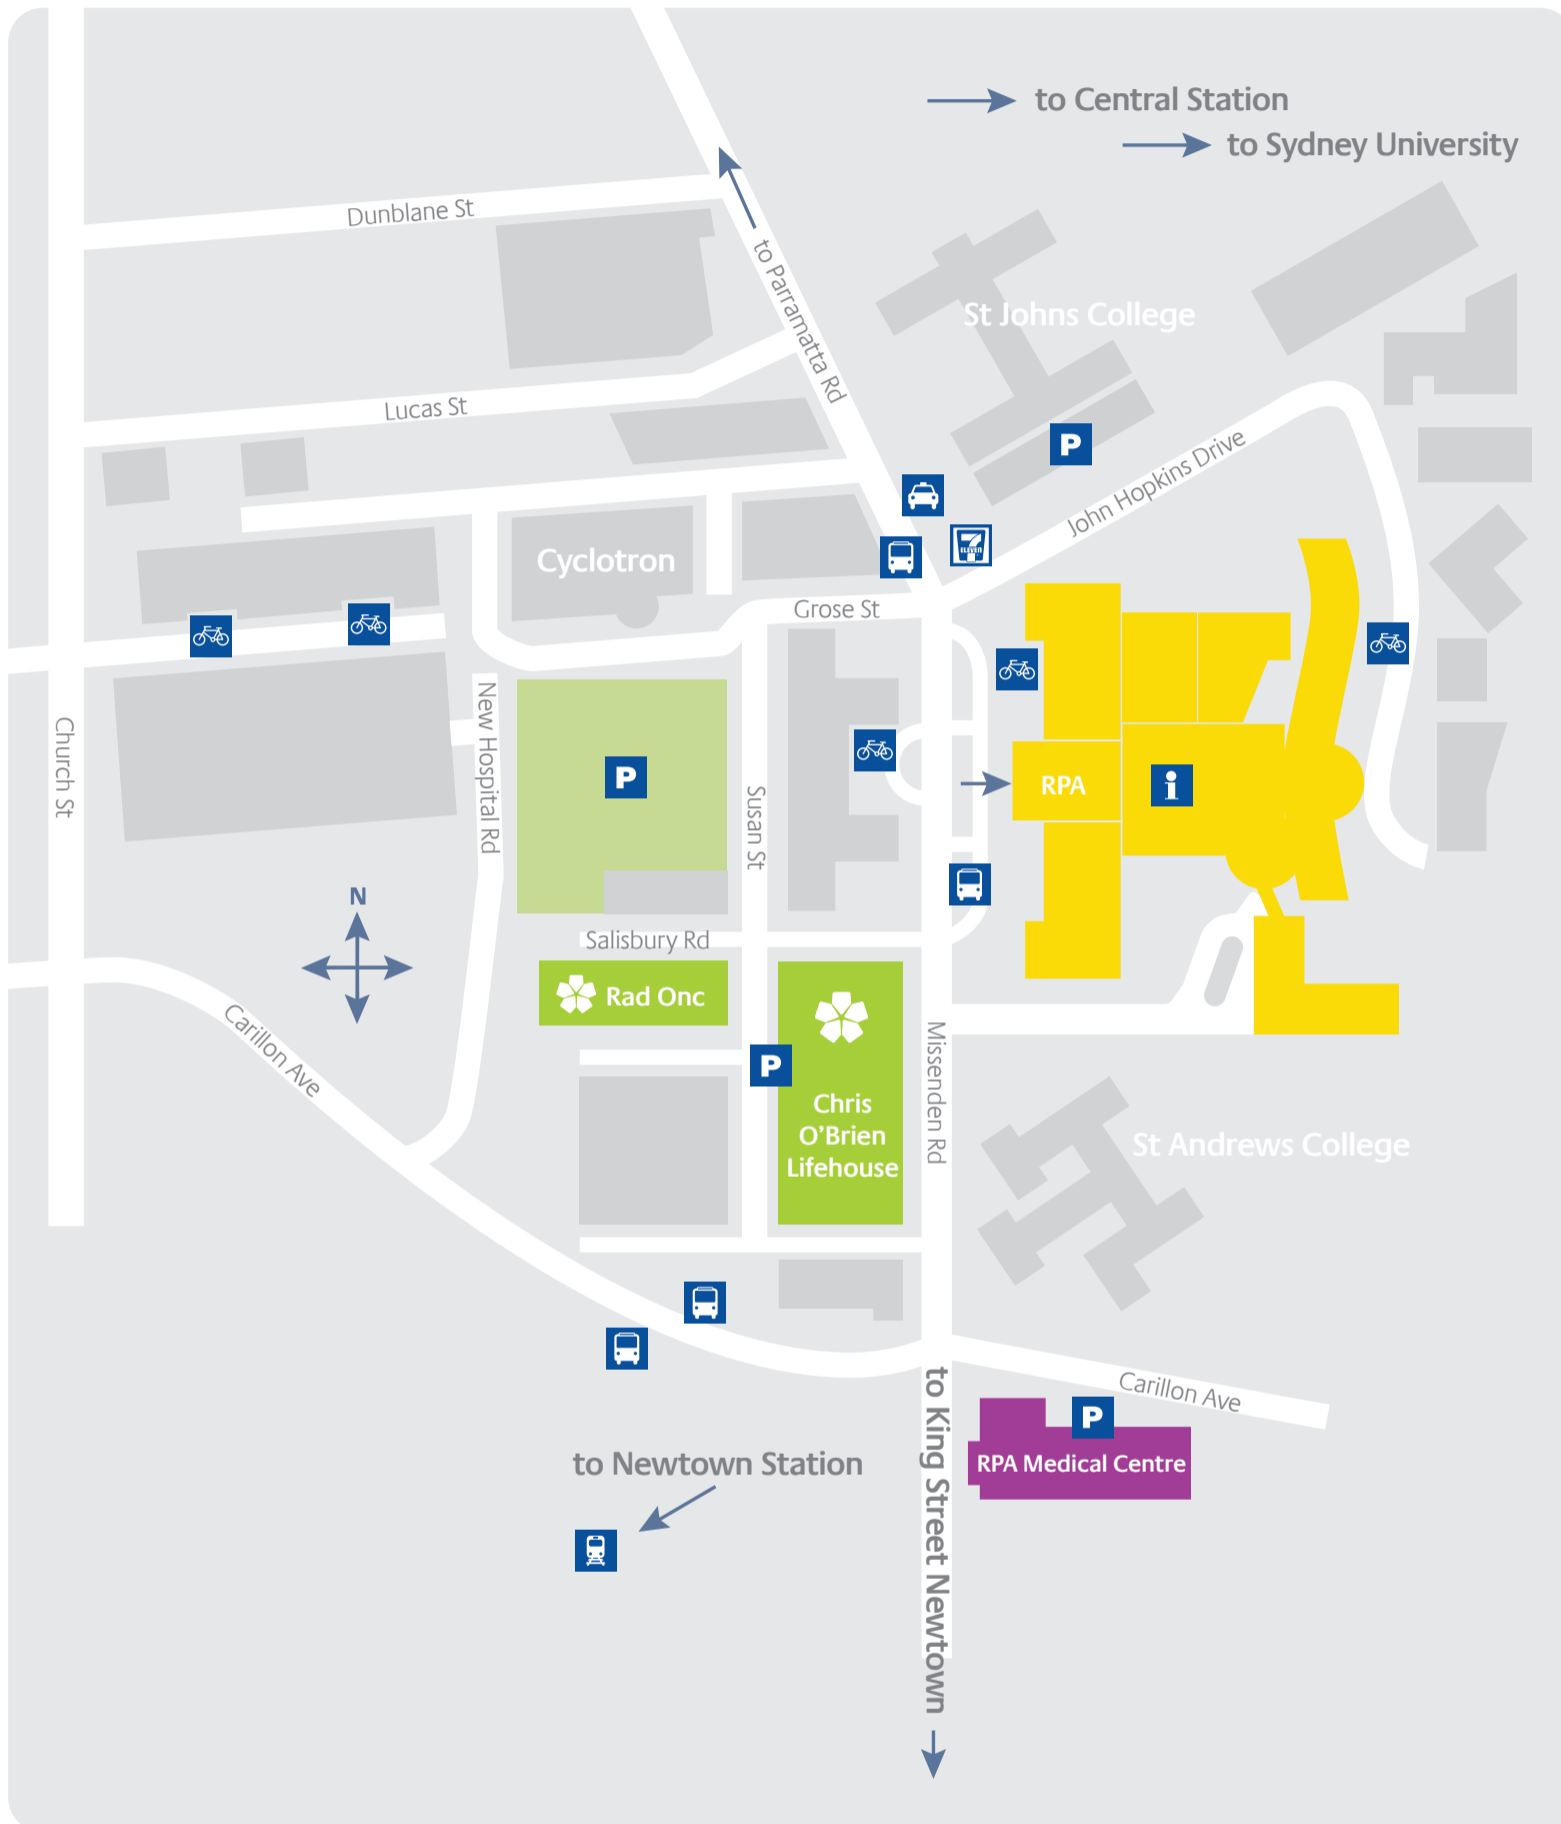 to Central Station
to Sydney University
Dunblane St
to Parramatta Rd
St Johns College
Lucas St
P
John Hopkins Drive
7
ELEVEN
Cyclotron
Grose St
Church St
New Hospital Rd
P
Susan St
RPA
i
N
Salisbury Rd
Rad Onc
Carillon Ave
Missenden Rd
P
Chris
O'Brien
Lifehouse
St Andrews College
Carillon Ave
P
to King Street Newtown
RPA Medical Centre
to Newtown Station